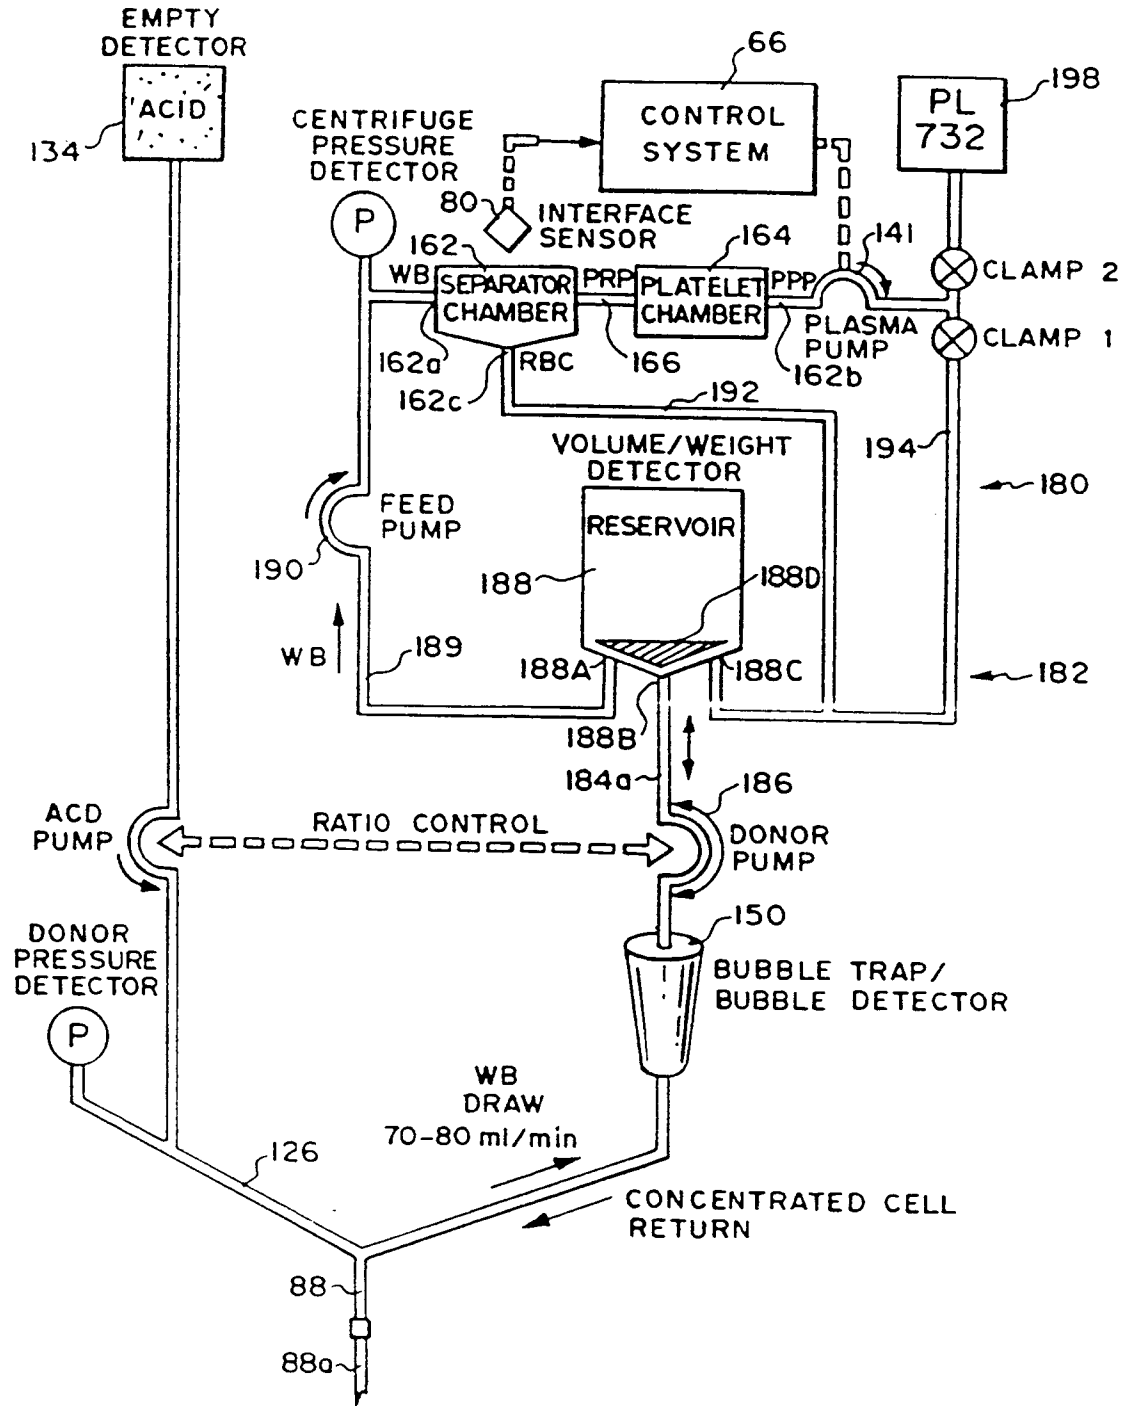 EMPTY
DETECTOR
ACID
134
66
CONTROL
SYSTEM
PL
732
198
CENTRIFUGE
PRESSURE
DETECTOR
P
80
INTERFACE
SENSOR
162
164
141
CLAMP 2
WB
SEPARATOR
CHAMBER
PRP
PLATELET
CHAMBER
PPP
PLASMA
PUMP
CLAMP 1
162a
RBC
166
162b
162c
192
194
180
VOLUME/WEIGHT
DETECTOR
RESERVOIR
188
188D
FEED
PUMP
190
WB
189
188A
188C
182
188B
184a
186
ACD
PUMP
RATIO CONTROL
DONOR
PUMP
150
DONOR
PRESSURE
DETECTOR
P
BUBBLE TRAP/
BUBBLE DETECTOR
WB
DRAW
70-80 ml/min
126
CONCENTRATED CELL
RETURN
88
88a